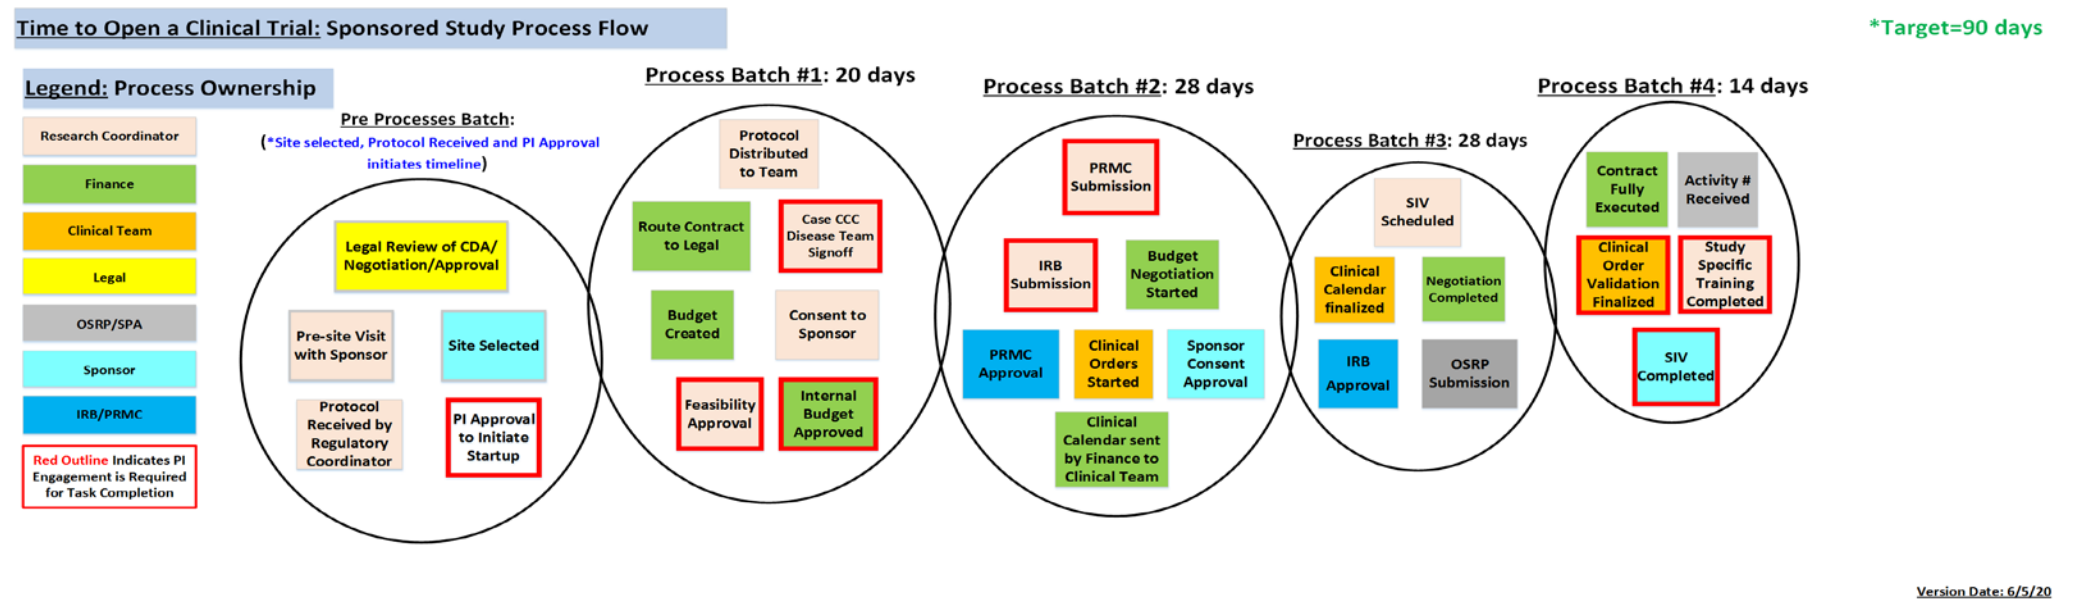 Time to Open a Clinical Trial: Sponsored Study Process Flow
*Target=90 days
Legend: Process Ownership
Research Coordinator
Finance
Clinical Team
Legal
OSRP/SPA
Sponsor
IRB/PRMC
Red Outline Indicates PI
Engagement is Required
for Task Completion
Pre Processes Batch:
(*Site selected, Protocol Received and PI Approval
initiates timeline)
Legal Review of CDA/
Negotiation/Approval
Pre-site Visit
with Sponsor
Site Selected
Protocol
Received by
Regulatory
Coordinator
PI Approval
to Initiate
Startup
Process Batch #1: 20 days
Protocol
Distributed
to Team
Route Contract
to Legal
Case CCC
Disease Team
Signoff
Budget
Created
Consent to
Sponsor
Feasibility
Approval
Internal
Budget
Approved
Process Batch #2: 28 days
PRMC
Submission
IRB
Submission
Budget
Negotiation
Started
PRMC
Approval
Clinical
Orders
Started
Sponsor
Consent
Approval
Clinical
Calendar sent
by Finance to
Clinical Team
Process Batch #3: 28 days
SIV
Scheduled
Clinical
Calendar
finalized
Negotiation
Completed
IRB
Approval
OSRP
Submission
Process Batch #4: 14 days
Contract
Fully
Executed
Activity #
Received
Clinical
Order
Validation
Finalized
Study
Specific
Training
Completed
SIV
Completed
Version Date: 6/5/20